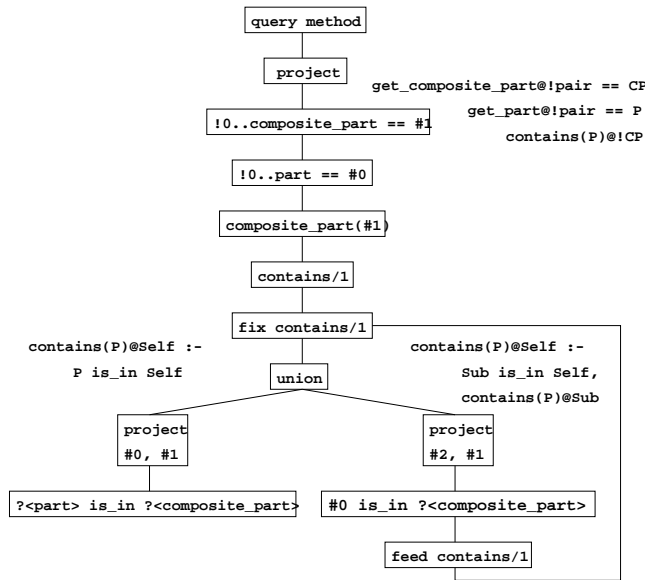 query method
project
get_composite_part@!pair == CP
get_part@!pair == P
contains(P)@!CP
!0..composite_part == #1
!0..part == #0
composite_part(#1)
contains/1
fix contains/1
contains(P)@Self :-
P is_in Self
contains(P)@Self :-
Sub is_in Self,
contains(P)@Sub
union
project
#0, #1
project
#2, #1
?<part> is_in ?<composite_part>
#0 is_in ?<composite_part>
feed contains/1